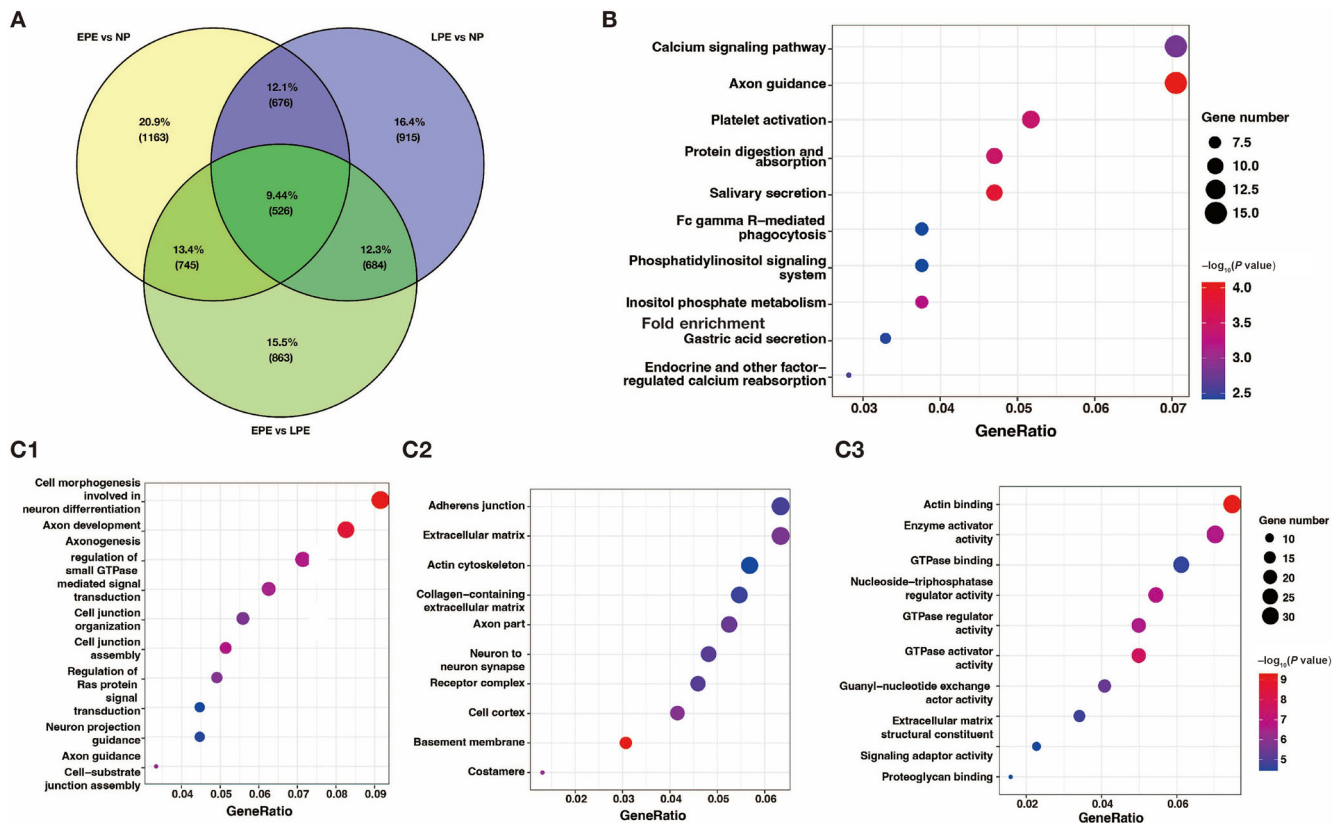 A
EPE vs NP
LPE vs NP
12.1%
(676)
20.9%
(1163)
16.4%
(915)
9.44%
(526)
13.4%
(745)
12.3%
(684)
15.5%
(863)
EPE vs LPE
B
Calcium signaling pathway
Axon guidance
Platelet activation
Protein digestion and
absorption
Salivary secretion
Fc gamma R–mediated
phagocytosis
Phosphatidylinositol signaling
system
Inositol phosphate metabolism
Fold enrichment
Gastric acid secretion
Endocrine and other factor–
regulated calcium reabsorption
0.03 0.04 0.05 0.06 0.07
GeneRatio
Gene number
7.5
10.0
12.5
15.0
–log10(P value)
4.0
3.5
3.0
2.5
C1
Cell morphogenesis
involved in
neuron differrentiation
Axon development
Axonogenesis
regulation of
small GTPase
mediated signal
transduction
Cell junction
organization
Cell junction
assembly
Regulation of
Ras protein
signal
transduction
Neuron projection
guidance
Axon guidance
Cell–substrate
junction assembly
0.04 0.05 0.06 0.07 0.08 0.09
GeneRatio
C2
Adherens junction
Extracellular matrix
Actin cytoskeleton
Collagen–containing
extracellular matrix
Axon part
Neuron to
neuron synapse
Receptor complex
Cell cortex
Basement membrane
Costamere
0.02 0.03 0.04 0.05 0.06
GeneRatio
C3
Actin binding
Enzyme activator
activity
GTPase binding
Nucleoside–triphosphatase
regulator activity
GTPase regulator
activity
GTPase activator
activity
Guanyl–nucleotide exchange
actor activity
Extracellular matrix
structural constituent
Signaling adaptor activity
Proteoglycan binding
0.02 0.04 0.06
GeneRatio
Gene number
10
15
20
25
30
–log10(P value)
9
8
7
6
5